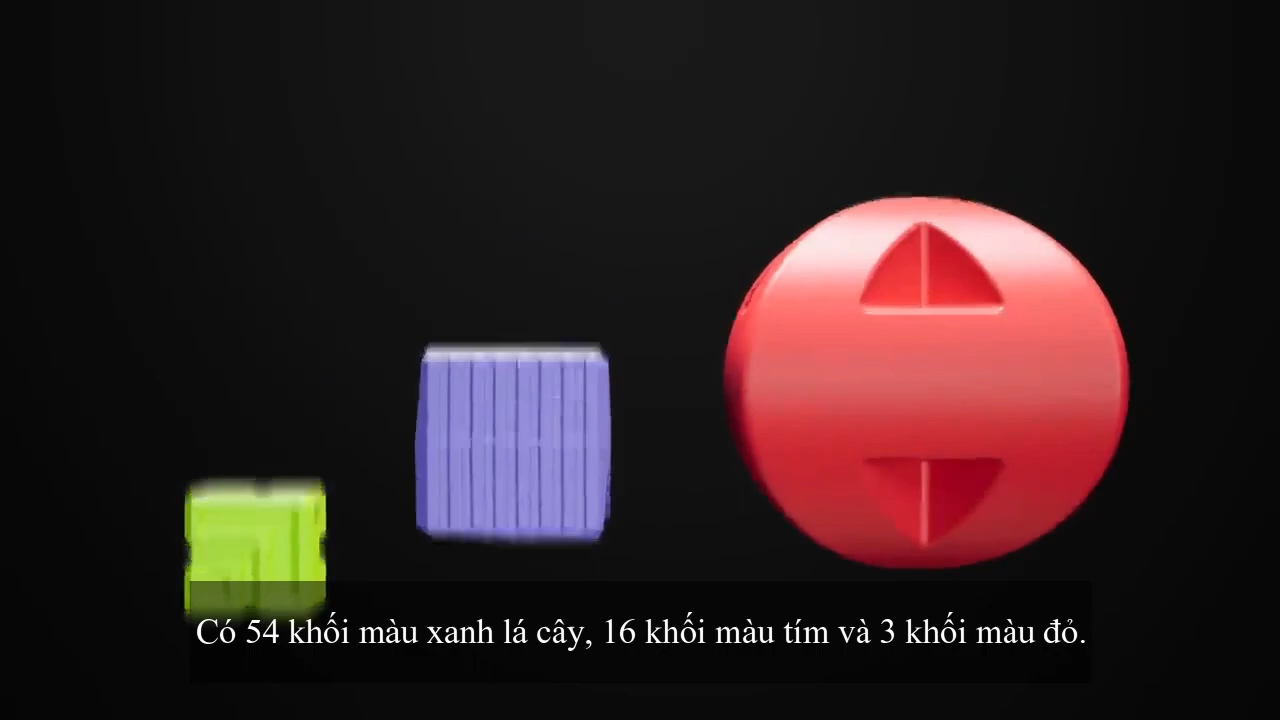 Có 54 khối màu xanh lá cây, 16 khối màu tím và 3 khối màu đỏ.